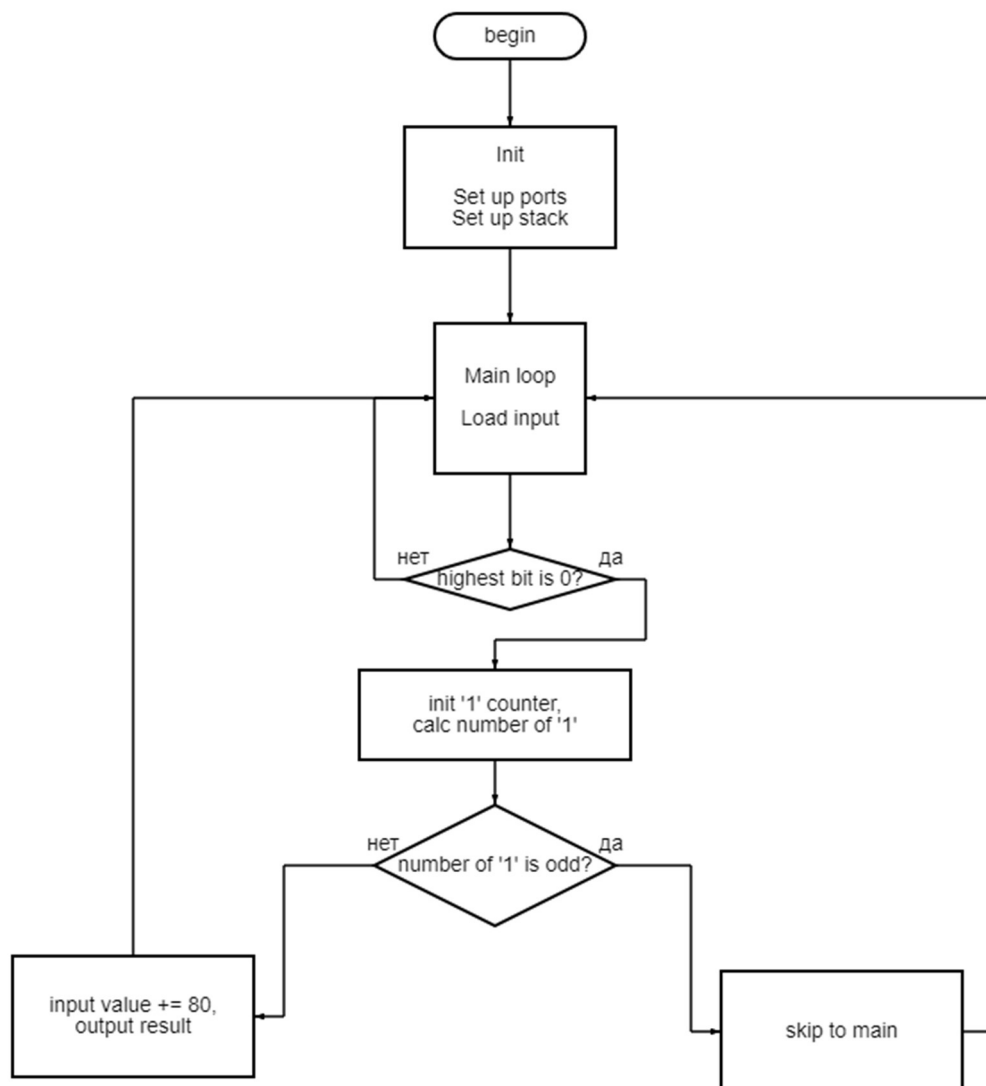 begin
Init
Set up ports
Set up stack
Main loop
Load input
нет
да
highest bit is 0?
init '1' counter,
calc number of '1'
нет
да
number of '1' is odd?
input value += 80,
output result
skip to main